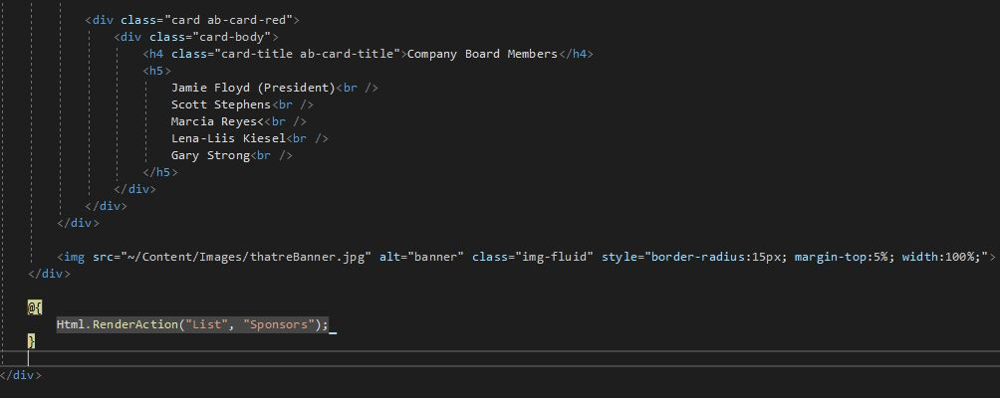 <div class="card ab-card-red">
<div class="card-body">
<h4 class="card-title ab-card-title">Company Board Members</h4>
<h5>
Jamie Floyd (President)<br />
Scott Stephens<br />
Marcia Reyes<<br />
Lena-Liis Kiesel<br />
Gary Strong<br />
</h5>
</div>
</div>
</div>
<img src="~/Content/Images/thatreBanner.jpg" alt="banner" class="img-fluid" style="border-radius:15px; margin-top:5%; width:100%;">
</div>
@{
Html.RenderAction("List", "Sponsors");
}
</div>